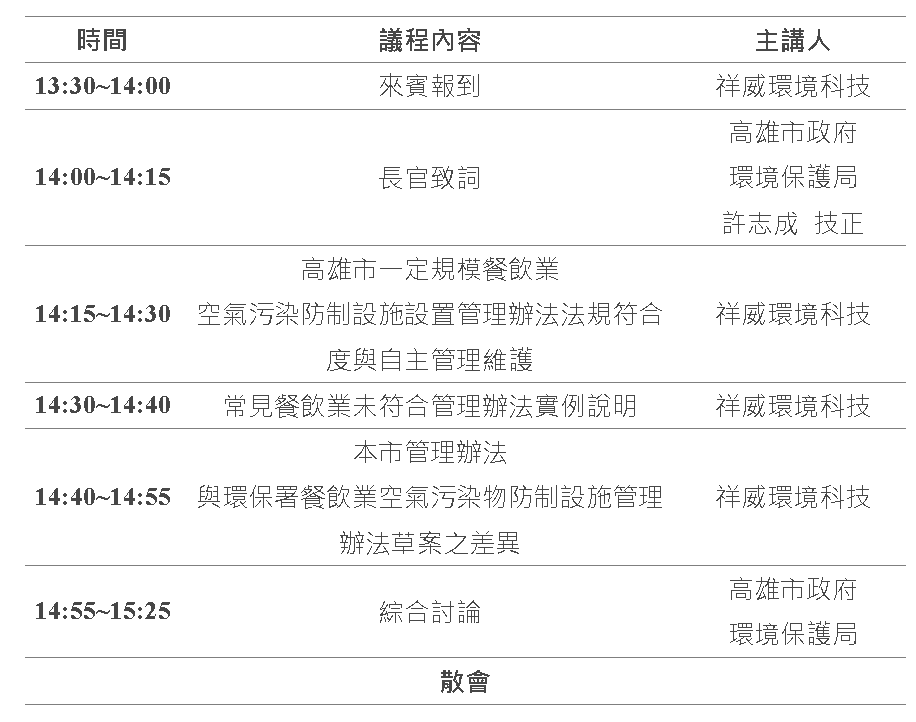 時間 議程內容 主講人
13:30~14:00 來賓報到 祥威環境科技
高雄市政府
14:00~14:15 長官致詞 環境保護局
許志成 技正
高雄市一定規模餐飲業
14:15~14:30 空氣污染防制設施設置管理辦法法規符合 祥威環境科技
度與自主管理維護
14:30~14:40 常見餐飲業未符合管理辦法實例說明 祥威環境科技
本市管理辦法
14:40~14:55 與環保署餐飲業空氣污染物防制設施管理 祥威環境科技
辦法草案之差異
高雄市政府
14:55~15:25 綜合討論
環境保護局
散會